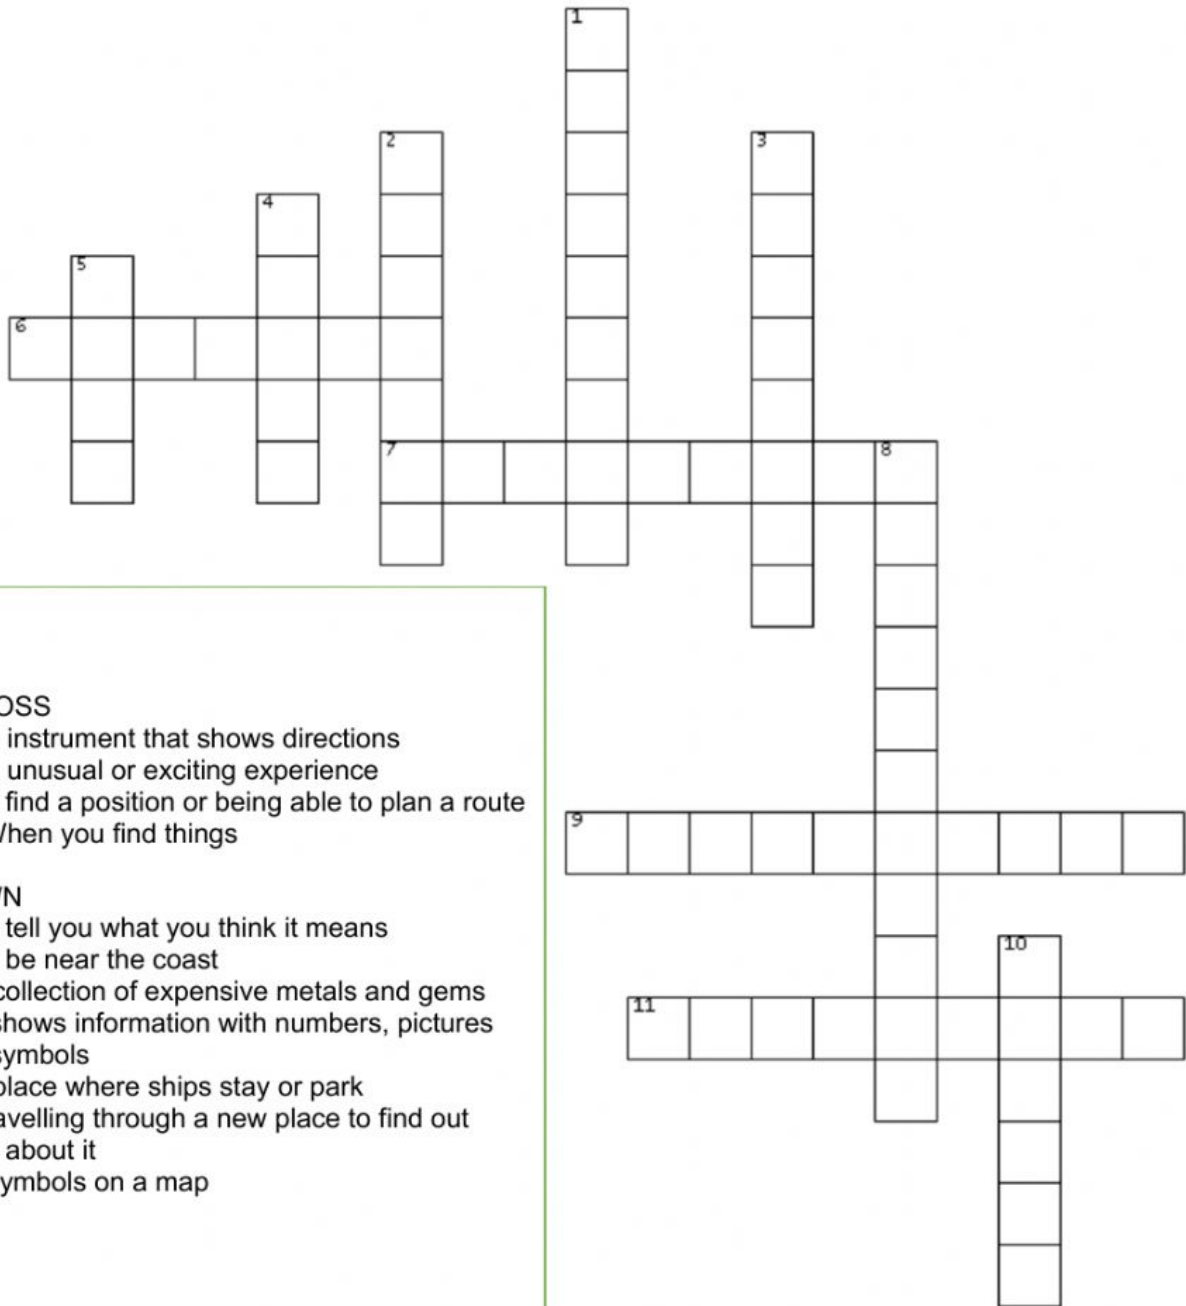 1
2
3
4
5
6
7
8
9
10
11
OSS
instrument that shows directions
unusual or exciting experience
find a position or being able to plan a route
hen you find things
N
tell you what you think it means
be near the coast
collection of expensive metals and gems
shows information with numbers, pictures
symbols
place where ships stay or park
avelling through a new place to find out
about it
ymbols on a map